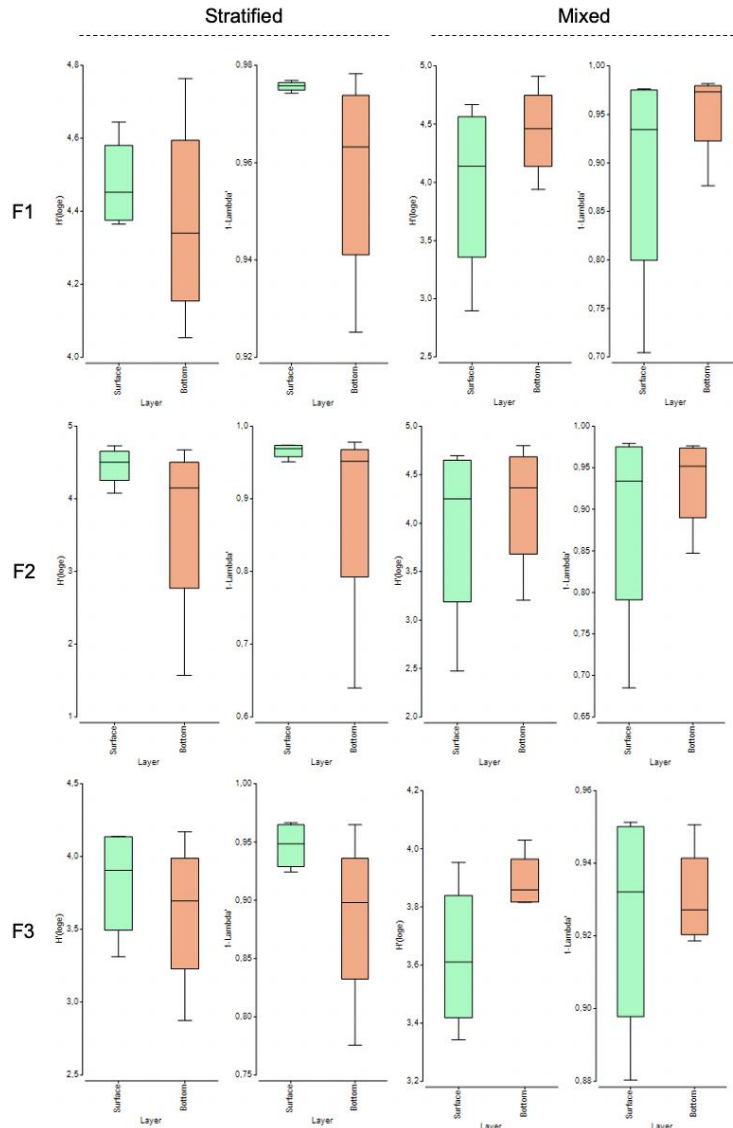 Stratified Mixed
F1
4,8
4,6
4,4
4,2
4,0
H'(loge)
Surface
Bottom
Layer
0,98
0,96
0,94
0,92
1-Lambda'
Surface
Bottom
Layer
5,0
4,5
4,0
3,5
3,0
2,5
H'(loge)
Surface
Bottom
Layer
1,00
0,95
0,90
0,85
0,80
0,75
0,70
1-Lambda'
Surface
Bottom
Layer
F2
5
4
3
2
1
H'(loge)
Surface
Bottom
Layer
1,0
0,9
0,8
0,7
0,6
1-Lambda'
Surface
Bottom
Layer
5,0
4,5
4,0
3,5
3,0
2,5
2,0
H'(loge)
Surface
Bottom
Layer
1,00
0,95
0,90
0,85
0,80
0,75
0,70
0,65
1-Lambda'
Surface
Bottom
Layer
F3
4,5
4,0
3,5
3,0
2,5
H'(loge)
Surface
Bottom
Layer
1,00
0,95
0,90
0,85
0,80
0,75
1-Lambda'
Surface
Bottom
Layer
4,2
4,0
3,8
3,6
3,4
3,2
H'(loge)
Surface
Bottom
Layer
0,96
0,94
0,92
0,90
0,88
1-Lambda'
Surface
Bottom
Layer